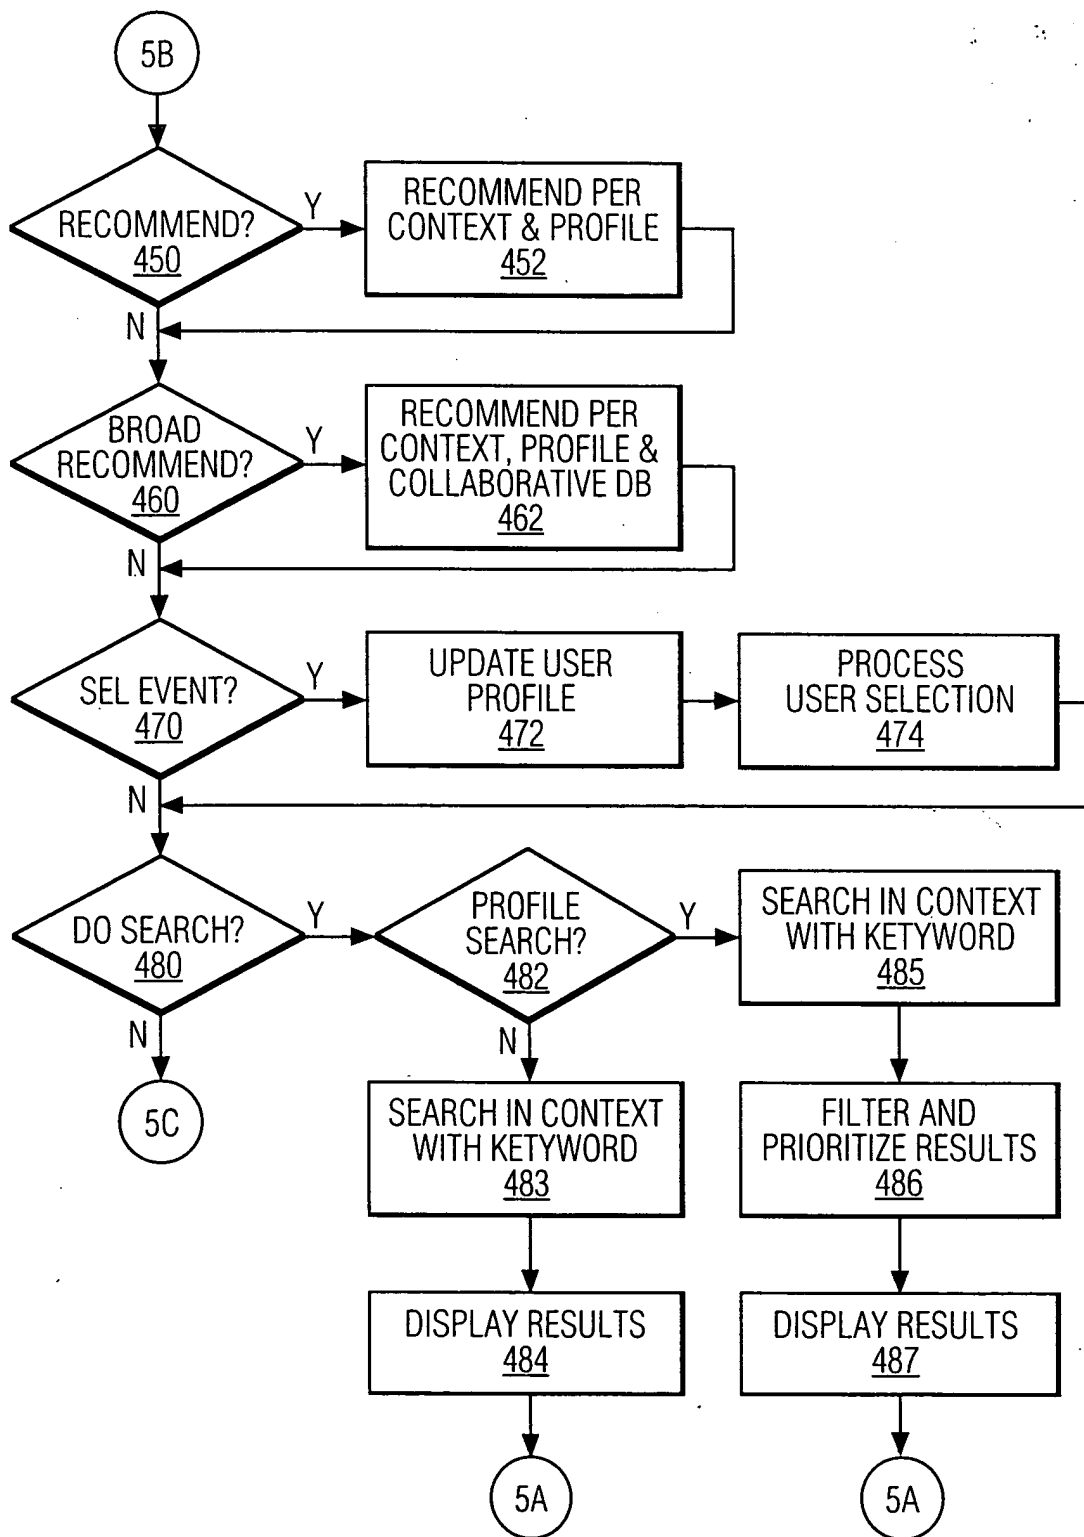 5B
RECOMMEND?
450
Y
RECOMMEND PER
CONTEXT & PROFILE
452
N
BROAD
RECOMMEND?
460
Y
RECOMMEND PER
CONTEXT, PROFILE &
COLLABORATIVE DB
462
N
SEL EVENT?
470
Y
UPDATE USER
PROFILE
472
PROCESS
USER SELECTION
474
N
DO SEARCH?
480
Y
PROFILE
SEARCH?
482
Y
SEARCH IN CONTEXT
WITH KETYWORD
485
N
5C
N
SEARCH IN CONTEXT
WITH KETYWORD
483
FILTER AND
PRIORITIZE RESULTS
486
DISPLAY RESULTS
484
DISPLAY RESULTS
487
5A
5A